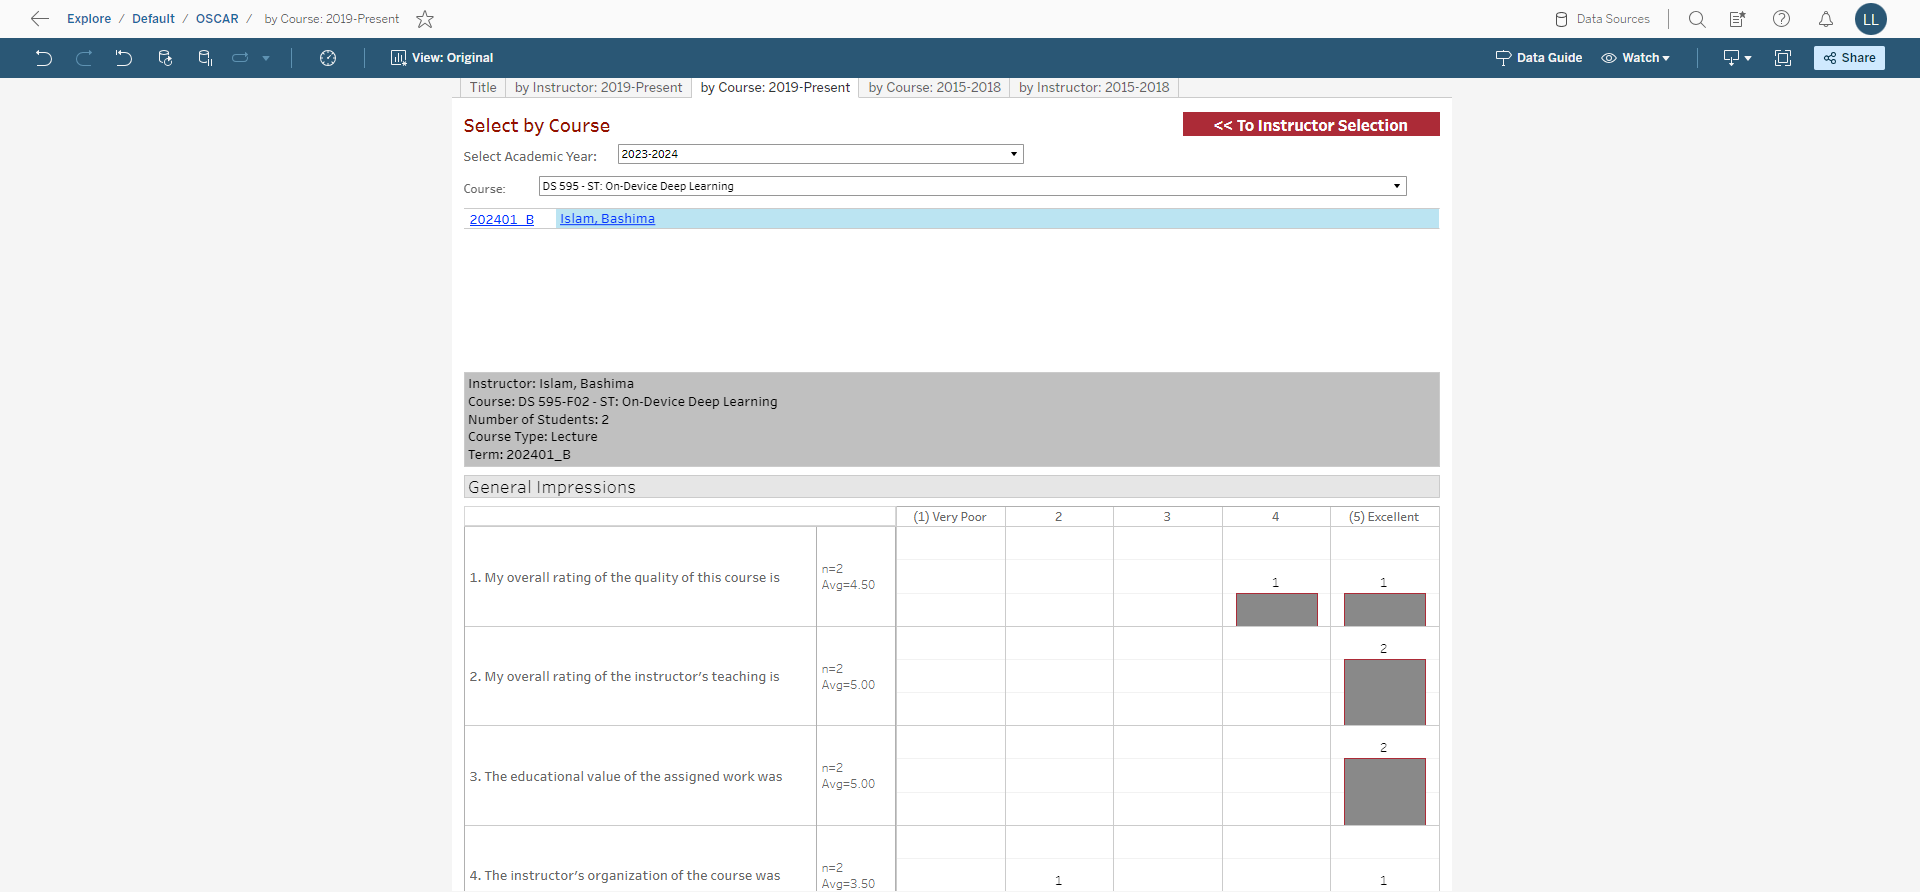 Explore / Default / OSCAR / by Course: 2019-Present
Data Sources
LL
View: Original
Data Guide
Watch
Share
Title
by Instructor: 2019-Present
by Course: 2019-Present
by Course: 2015-2018
by Instructor: 2015-2018
Select by Course
<< To Instructor Selection
Select Academic Year: 2023-2024
Course: DS 595 - ST: On-Device Deep Learning
202401_B Islam, Bashima
Instructor: Islam, Bashima
Course: DS 595-F02 - ST: On-Device Deep Learning
Number of Students: 2
Course Type: Lecture
Term: 202401_B
General Impressions
(1) Very Poor 2 3 4 (5) Excellent
1. My overall rating of the quality of this course is
n=2
Avg=4.50
1 1
2. My overall rating of the instructor's teaching is
n=2
Avg=5.00
2
3. The educational value of the assigned work was
n=2
Avg=5.00
2
4. The instructor's organization of the course was
n=2
Avg=3.50
1 1